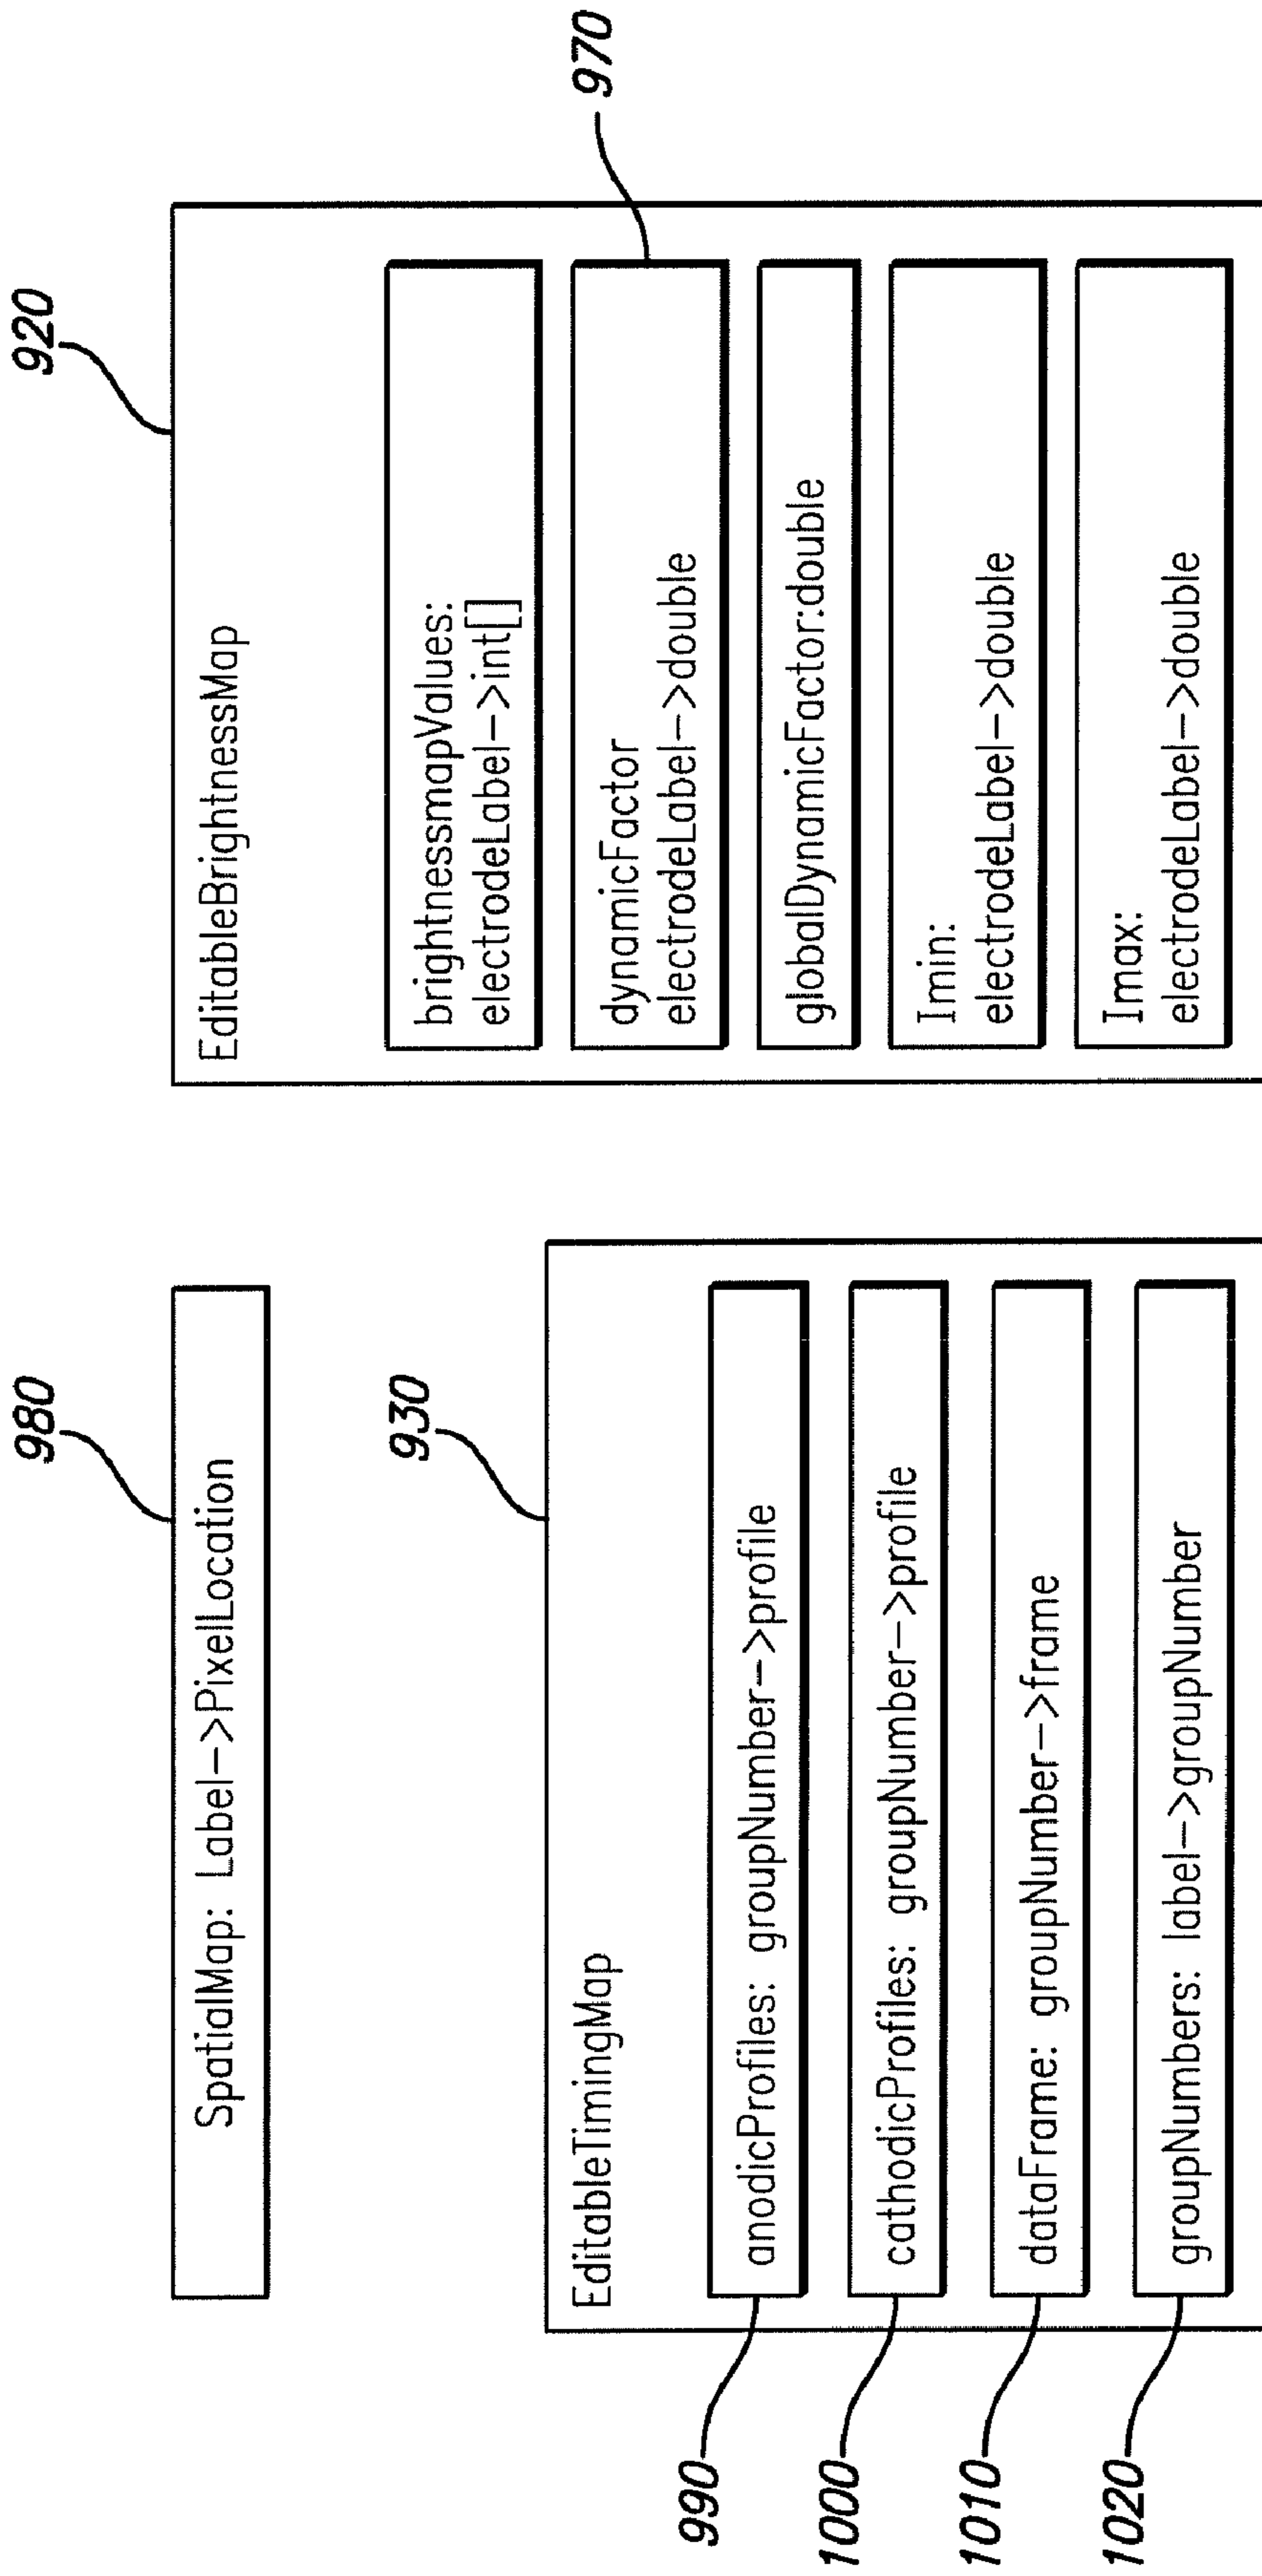 980
SpatialMap: Label->PixelLocation
930
EditableTimingMap
990
anodicProfiles: groupNumber->profile
1000
cathodicProfiles: groupNumber->profile
1010
dataFrame: groupNumber->frame
1020
groupNumbers: label->groupNumber
920
EditableBrightnessMap
brightnessmapValues:
electrodeLabel->int[]
970
dynamicFactor
electrodeLabel->double
globalDynamicFactor:double
Imin:
electrodeLabel->double
Imax:
electrodeLabel->double